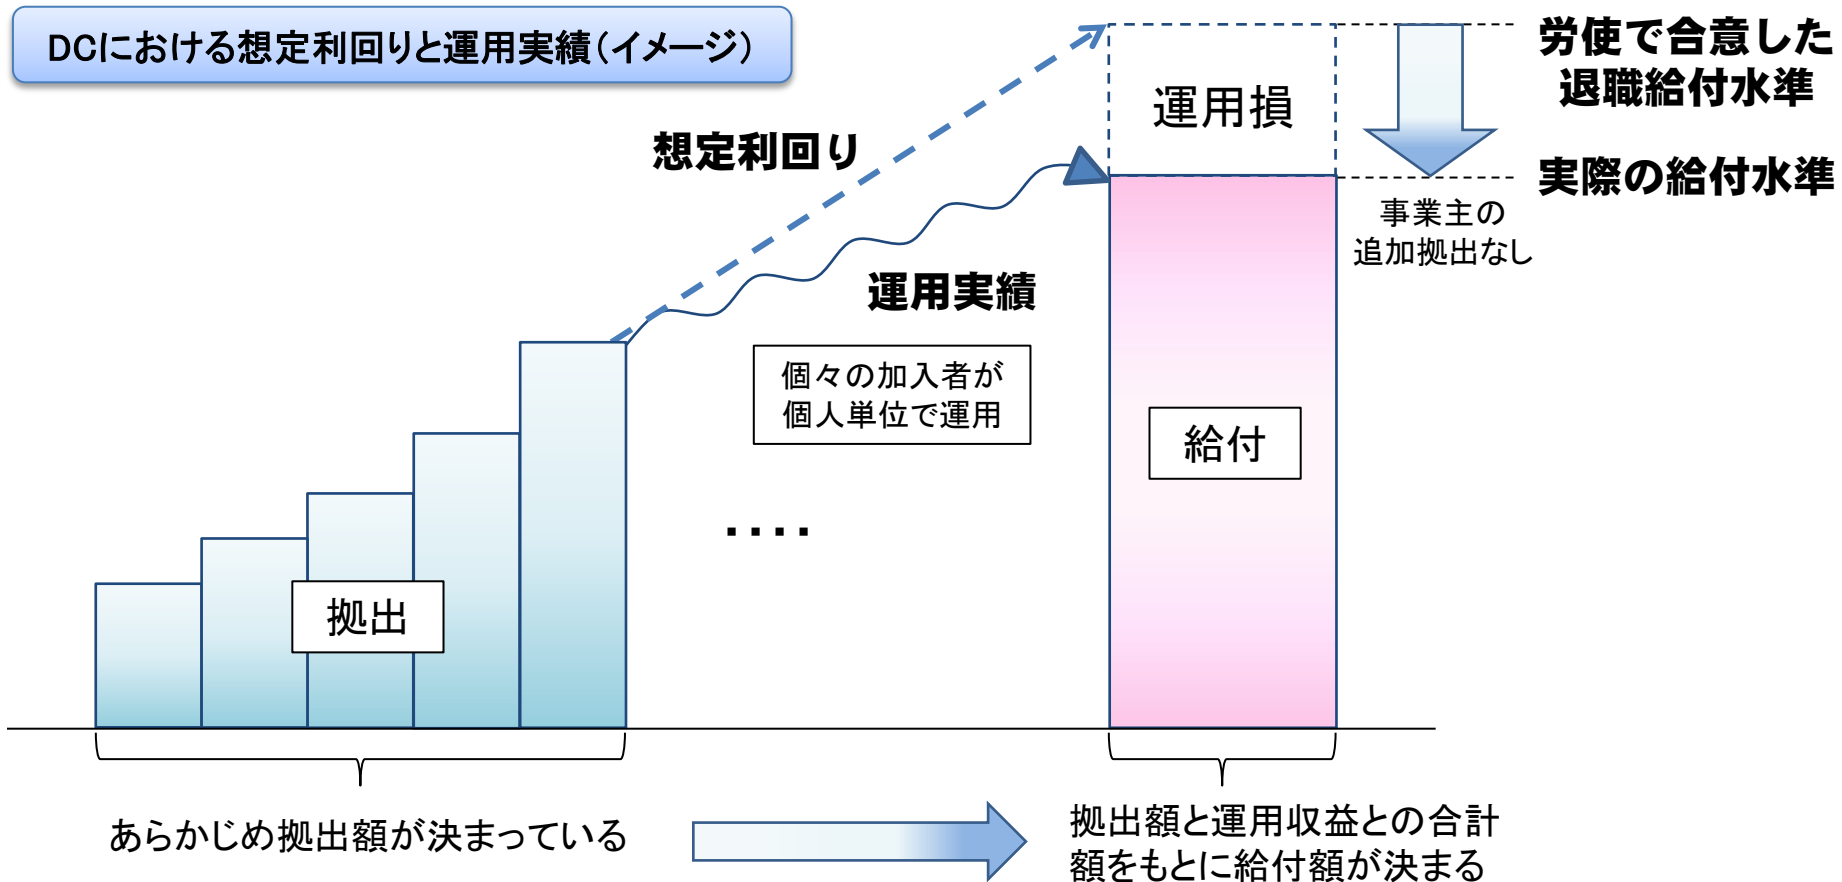 DCにおける想定利回りと運用実績(イメージ)
労使で合意した
退職給付水準
運用損
想定利回り
実際の給付水準
事業主の
追加拠出なし
運用実績
個々の加入者が
個人単位で運用
給付
・・・・
拠出
あらかじめ拠出額が決まっている
拠出額と運用収益との合計
額をもとに給付額が決まる